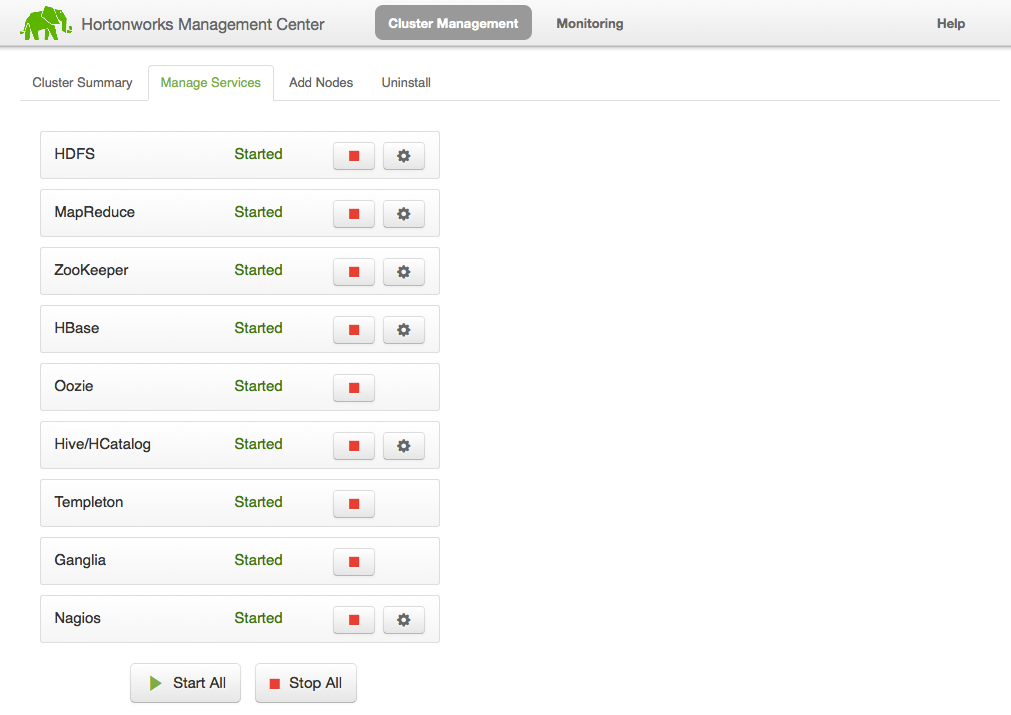 Hortonworks Management Center Cluster Management Monitoring Help
Cluster Summary Manage Services Add Nodes Uninstall
HDFS Started
MapReduce Started
ZooKeeper Started
HBase Started
Oozie Started
Hive/HCatalog Started
Templeton Started
Ganglia Started
Nagios Started
Start All Stop All